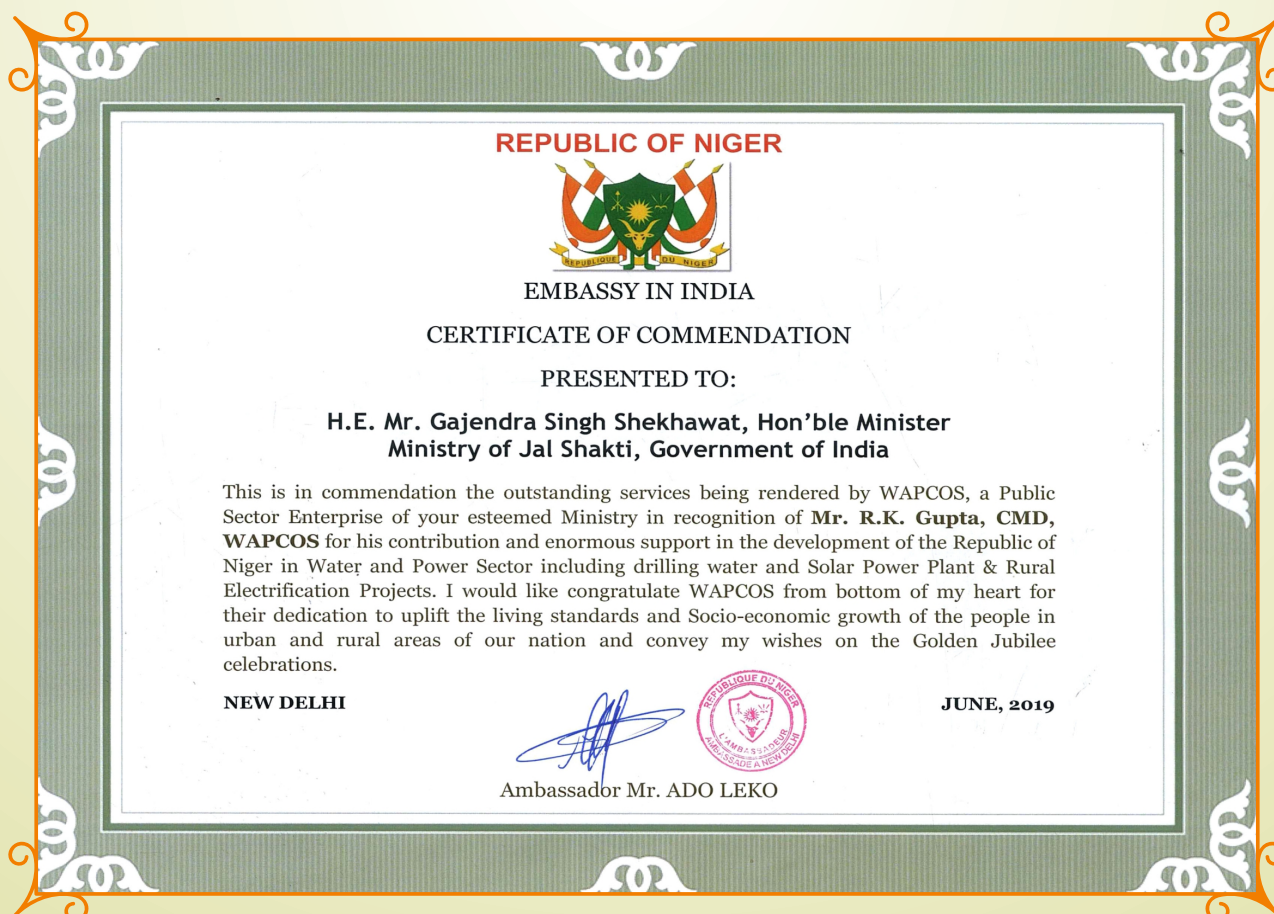 REPUBLIC OF NIGER
REPUBLIQUE DU NIGER
EMBASSY IN INDIA
CERTIFICATE OF COMMENDATION
PRESENTED TO:
H.E. Mr. Gajendra Singh Shekhawat, Hon'ble Minister
Ministry of Jal Shakti, Government of India
This is in commendation the outstanding services being rendered by WAPCOS, a Public
Sector Enterprise of your esteemed Ministry in recognition of Mr. R.K. Gupta, CMD,
WAPCOS for his contribution and enormous support in the development of the Republic of
Niger in Water and Power Sector including drilling water and Solar Power Plant & Rural
Electrification Projects. I would like congratulate WAPCOS from bottom of my heart for
their dedication to uplift the living standards and Socio-economic growth of the people in
urban and rural areas of our nation and convey my wishes on the Golden Jubilee
celebrations.
NEW DELHI
JUNE, 2019
REPUBLIQUE DU NIGER
L'AMBASSADEUR
AMBASSADE A NEW DELHI
Ambassador Mr. ADO LEKO